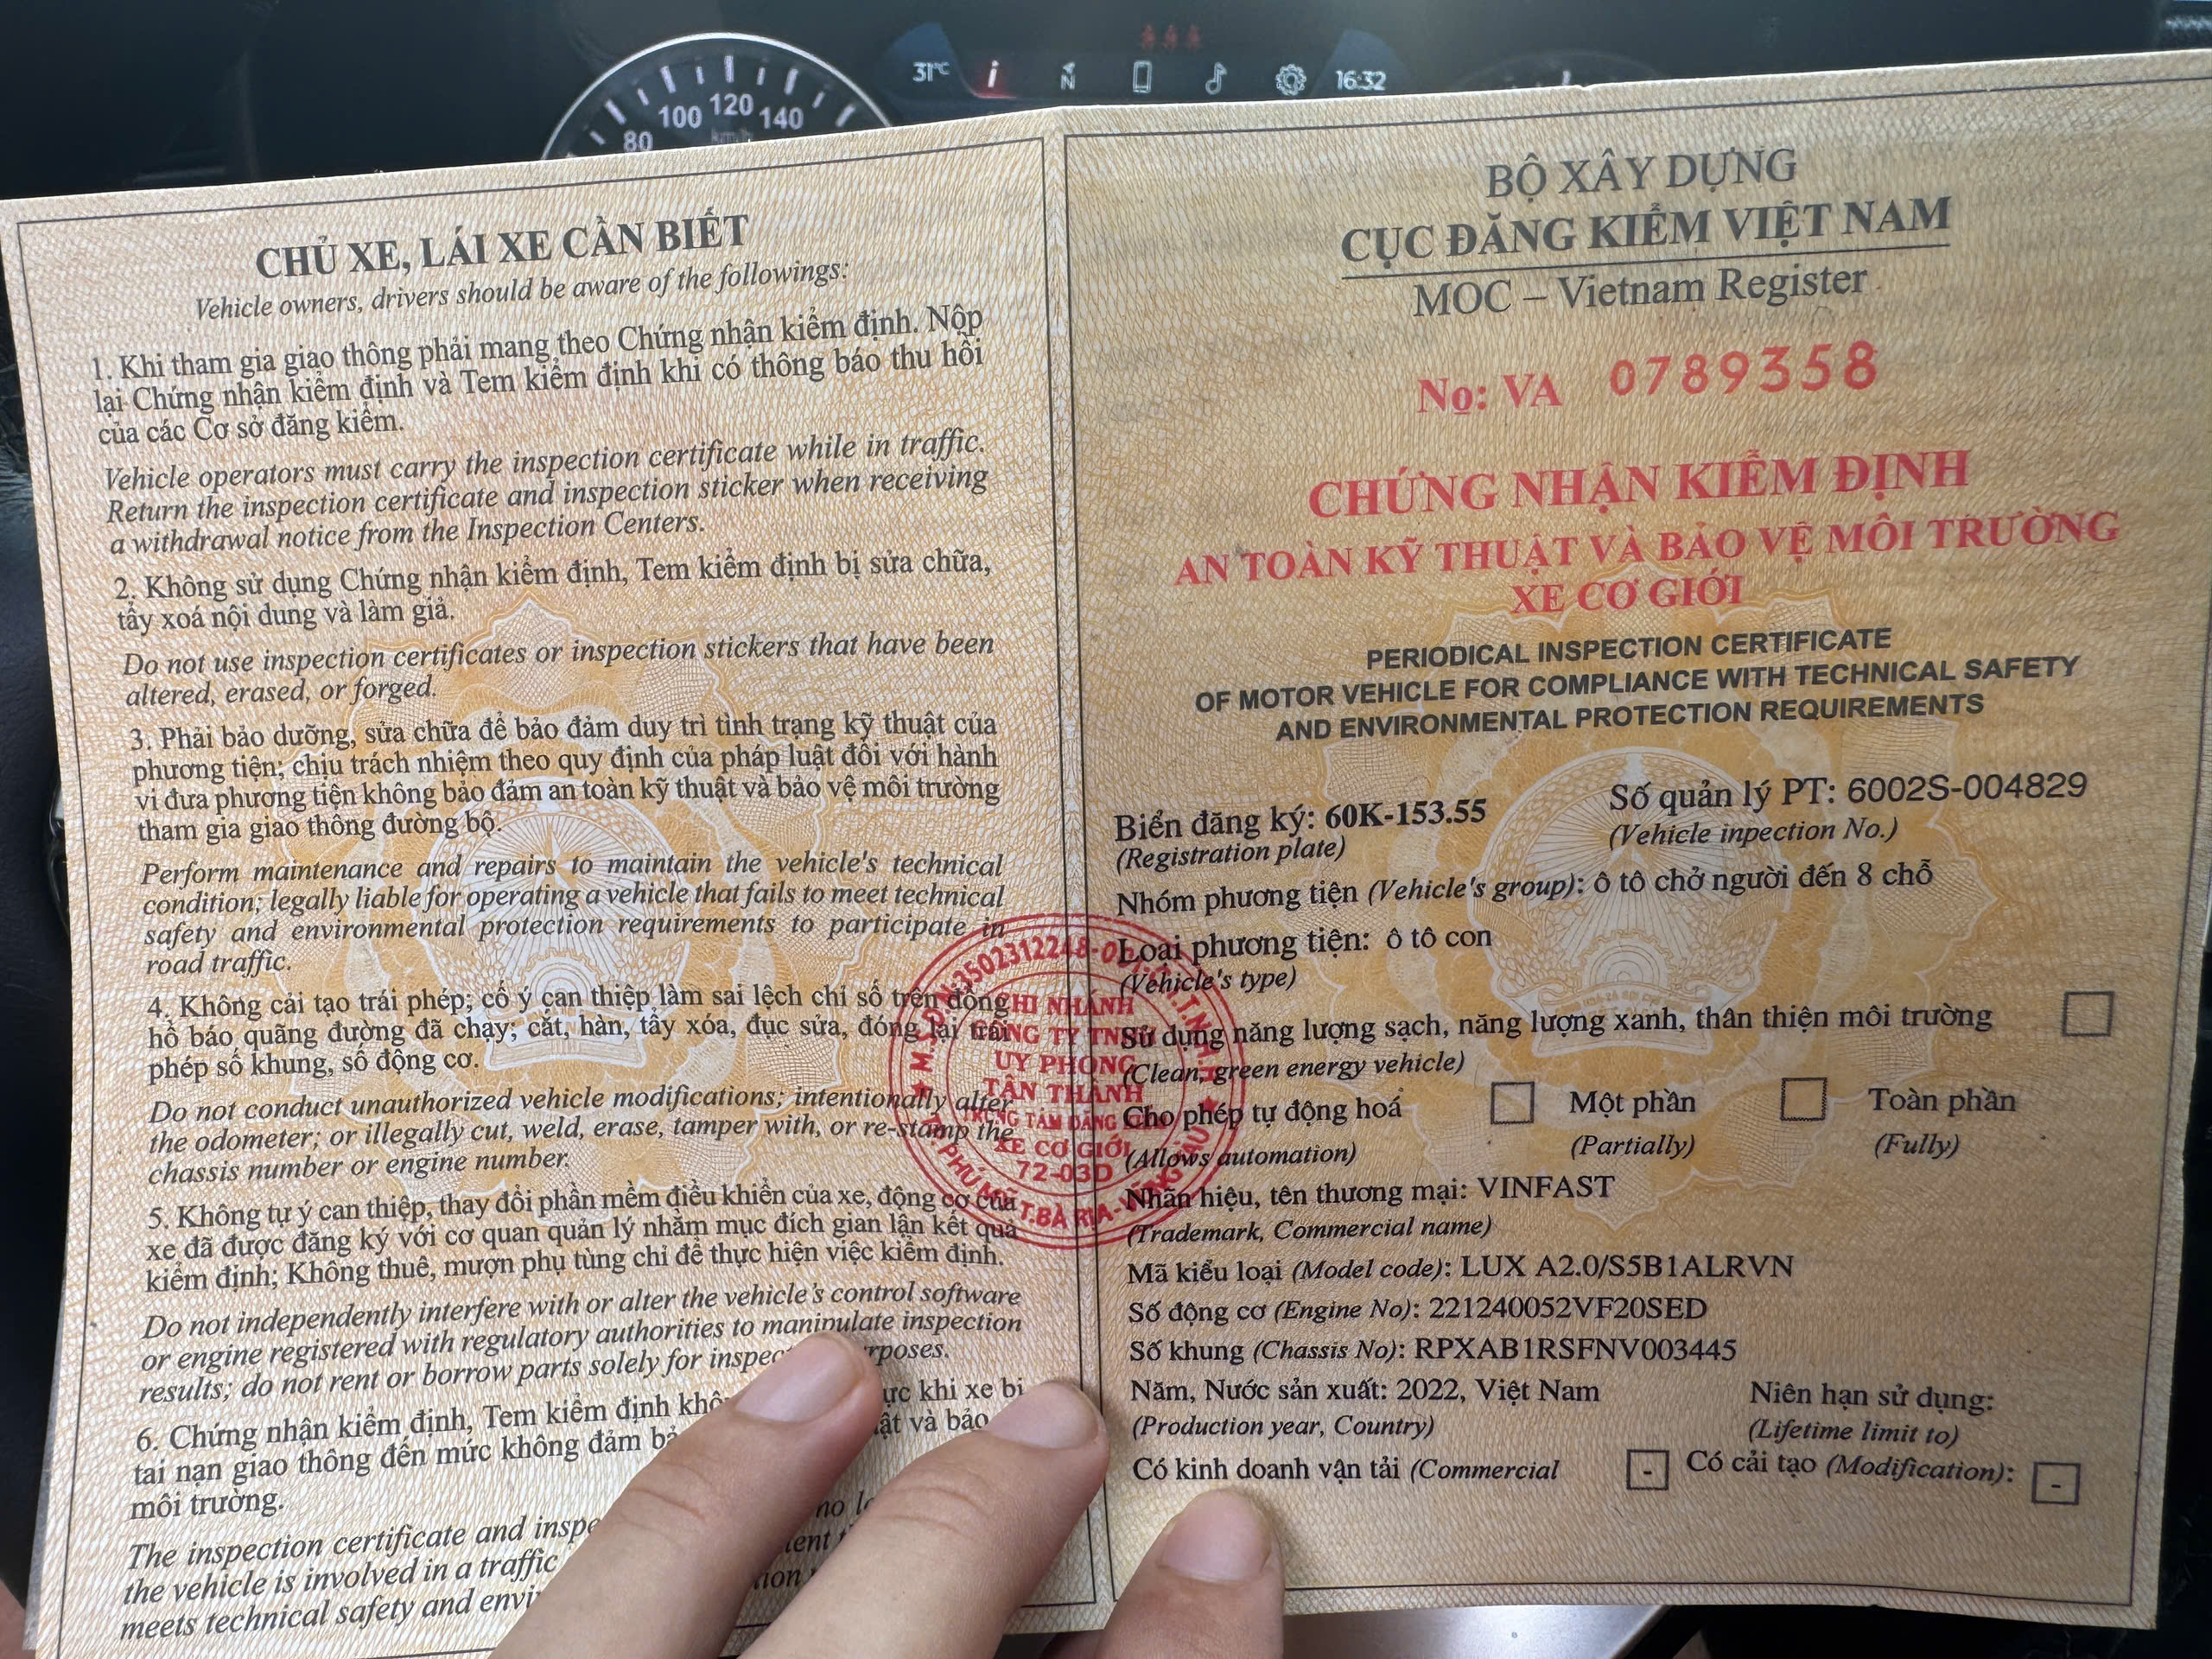 80 100 120 140
km/h
31°C i N 16:32
CHỦ XE, LÁI XE CẦN BIẾT
Vehicle owners, drivers should be aware of the followings:
1. Khi tham gia giao thông phải mang theo Chứng nhận kiểm định. Nộp
lại Chứng nhận kiểm định và Tem kiểm định khi có thông báo thu hồi
của các Cơ sở đăng kiểm.
Vehicle operators must carry the inspection certificate while in traffic.
Return the inspection certificate and inspection sticker when receiving
a withdrawal notice from the Inspection Centers.
2. Không sử dụng Chứng nhận kiểm định, Tem kiểm định bị sửa chữa,
tẩy xoá nội dung và làm giả.
Do not use inspection certificates or inspection stickers that have been
altered, erased, or forged.
3. Phải bảo dưỡng, sửa chữa để bảo đảm duy trì tình trạng kỹ thuật của
phương tiện; chịu trách nhiệm theo quy định của pháp luật đối với hành
vi đưa phương tiện không bảo đảm an toàn kỹ thuật và bảo vệ môi trường
tham gia giao thông đường bộ.
Perform maintenance and repairs to maintain the vehicle's technical
condition; legally liable for operating a vehicle that fails to meet technical
safety and environmental protection requirements to participate in
road traffic.
4. Không cải tạo trái phép; cố ý can thiệp làm sai lệch chỉ số trên đồng
hồ báo quãng đường đã chạy; cắt, hàn, tẩy xóa, đục sửa, đóng lại trái
phép số khung, số động cơ.
Do not conduct unauthorized vehicle modifications; intentionally alter
the odometer; or illegally cut, weld, erase, tamper with, or re-stamp the
chassis number or engine number.
5. Không tự ý can thiệp, thay đổi phần mềm điều khiển của xe, động cơ của
xe đã được đăng ký với cơ quan quản lý nhằm mục đích gian lận kết quả
kiểm định; Không thuê, mượn phụ tùng chỉ để thực hiện việc kiểm định.
Do not independently interfere with or alter the vehicle's control software
or engine registered with regulatory authorities to manipulate inspection
results; do not rent or borrow parts solely for inspec rposes.
6. Chứng nhận kiểm định, Tem kiểm định khô ực khi xe bị
tai nạn giao thông đến mức không đảm bả ật và bảo
môi trường.
The inspection certificate and inspe no l
the vehicle is involved in a traffic tent
meets technical safety and envi tion
HI NHÁNH
NG TY TNHH
UY PHONG
TÂN THÀNH
TRUNG TÂM ĐĂNG
XE CƠ GIỚI
72-03D
BỘ XÂY DỰNG
CỤC ĐĂNG KIỂM VIỆT NAM
MOC – Vietnam Register
No: VA 0789358
CHỨNG NHẬN KIỂM ĐỊNH
AN TOÀN KỸ THUẬT VÀ BẢO VỆ MÔI TRƯỜNG
XE CƠ GIỚI
PERIODICAL INSPECTION CERTIFICATE
OF MOTOR VEHICLE FOR COMPLIANCE WITH TECHNICAL SAFETY
AND ENVIRONMENTAL PROTECTION REQUIREMENTS
Biển đăng ký: 60K-153.55 Số quản lý PT: 6002S-004829
(Registration plate) (Vehicle inpection No.)
Nhóm phương tiện (Vehicle's group): ô tô chở người đến 8 chỗ
Loại phương tiện: ô tô con
(Vehicle's type)
Sử dụng năng lượng sạch, năng lượng xanh, thân thiện môi trường
(Clean, green energy vehicle)
Cho phép tự động hoá Một phần Toàn phần
(Allows automation) (Partially) (Fully)
Nhãn hiệu, tên thương mại: VINFAST
(Trademark, Commercial name)
Mã kiểu loại (Model code): LUX A2.0/S5B1ALRVN
Số động cơ (Engine No): 221240052VF20SED
Số khung (Chassis No): RPXAB1RSFNV003445
Năm, Nước sản xuất: 2022, Việt Nam Niên hạn sử dụng:
(Production year, Country) (Lifetime limit to)
Có kinh doanh vận tải (Commercial - Có cải tạo (Modification): -